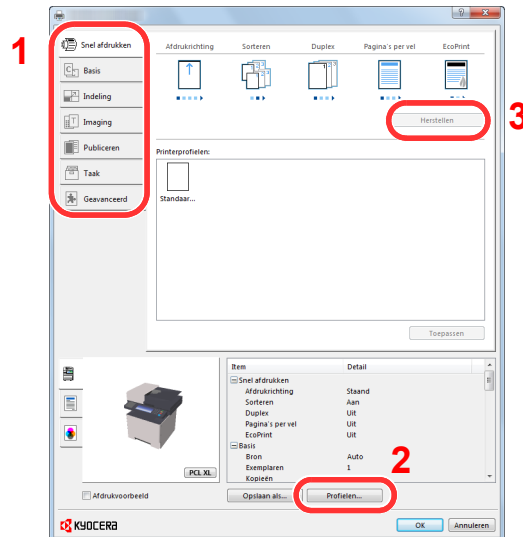 1
Snel afdrukken
Basis
Indeling
Imaging
Publiceren
Taak
Geavanceerd
Afdrukrichting Sorteren Duplex Pagina's per vel EcoPrint
Herstellen
3
Printerprofielen:
Standaar...
Toepassen
Item Detail
Snel afdrukken
Afdrukrichting Staand
Sorteren Aan
Duplex Uit
Pagina's per vel Uit
EcoPrint Uit
Basis
Bron Auto
Exemplaren 1
Kopieën
2
PCL XL
Afdrukvoorbeeld
Opslaan als...
Profielen...
KYOCERA
OK Annuleren